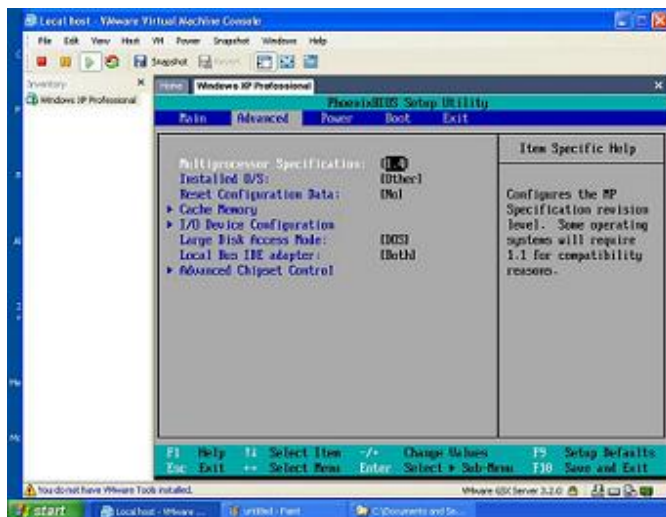 Local host - VMware Virtual Machine Console
File Edit View Host VM Power Snapshot Windows Help
Snapshot Revert
Inventory
Windows XP Professional
Home Windows XP Professional
PhoenixBIOS Setup Utility
Main Advanced Power Boot Exit
Item Specific Help
Multiprocessor Specification: [1.4]
Installed O/S: [Other]
Reset Configuration Data: [No]
Cache Memory
I/O Device Configuration
Large Disk Access Mode: [DOS]
Local Bus IDE adapter: [Both]
Advanced Chipset Control
Configures the MP
Specification revision
level. Some operating
systems will require
1.1 for compatibility
reasons.
F1 Help ↑↓ Select Item -/+ Change Values F9 Setup Defaults
Esc Exit ↔ Select Menu Enter Select ▶ Sub-Menu F10 Save and Exit
You do not have VMware Tools installed.
VMware GSX Server 3.2.0
start
Local host - VMware ...
untitled - Paint
C:\Documents and Se...